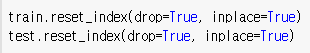 train.reset_index(drop=True, inplace=True)
test.reset_index(drop=True, inplace=True)